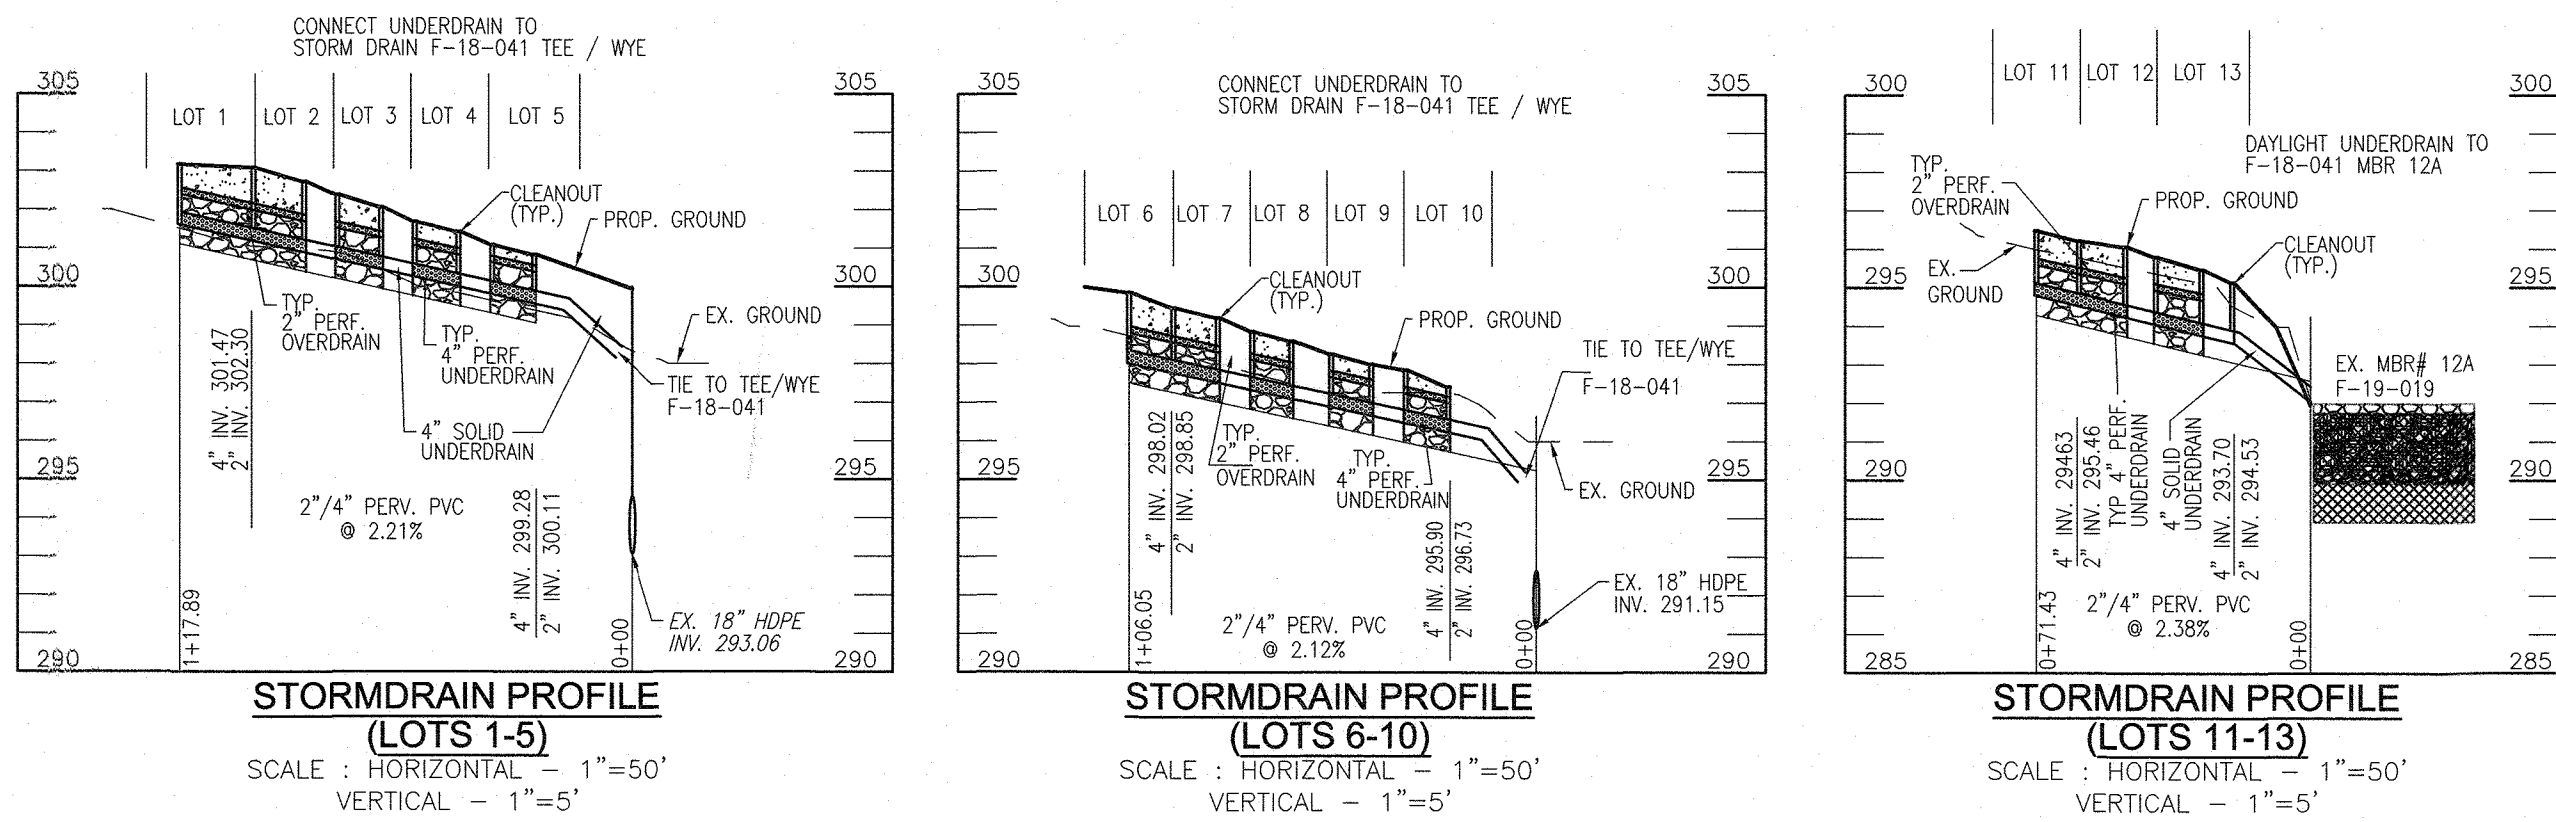 CONNECT UNDERDRAIN TO
STORM DRAIN F-18-041 TEE / WYE
305
305
LOT 1
LOT 2
LOT 3
LOT 4
LOT 5
CLEANOUT
(TYP.)
PROP. GROUND
300
300
TYP.
2" PERF.
OVERDRAIN
TYP.
4" PERF.
UNDERDRAIN
EX. GROUND
TIE TO TEE/WYE
F-18-041
4" INV. 301.47
2" INV. 302.30
4" SOLID
UNDERDRAIN
295
295
2"/4" PERV. PVC
@ 2.21%
4" INV. 299.28
2" INV. 300.11
1+17.89
0+00
EX. 18" HDPE
INV. 293.06
290
290
STORMDRAIN PROFILE
(LOTS 1-5)
SCALE : HORIZONTAL - 1"=50'
VERTICAL - 1"=5'
CONNECT UNDERDRAIN TO
STORM DRAIN F-18-041 TEE / WYE
305
305
LOT 6
LOT 7
LOT 8
LOT 9
LOT 10
300
300
CLEANOUT
(TYP.)
PROP. GROUND
TIE TO TEE/WYE
F-18-041
TYP.
2" PERF.
OVERDRAIN
TYP.
4" PERF.
UNDERDRAIN
EX. GROUND
295
295
4" INV. 298.02
2" INV. 298.85
4" INV. 295.90
2" INV. 296.73
1+06.05
2"/4" PERV. PVC
@ 2.12%
0+00
EX. 18" HDPE
INV. 291.15
290
290
STORMDRAIN PROFILE
(LOTS 6-10)
SCALE : HORIZONTAL - 1"=50'
VERTICAL - 1"=5'
LOT 11
LOT 12
LOT 13
300
300
DAYLIGHT UNDERDRAIN TO
F-18-041 MBR 12A
TYP.
2" PERF.
OVERDRAIN
PROP. GROUND
CLEANOUT
(TYP.)
EX.
GROUND
295
295
EX. MBR# 12A
F-19-019
4" INV. 29463
2" INV. 295.46
TYP 4" PERF.
UNDERDRAIN
4" SOLID
UNDERDRAIN
4" INV. 293.70
2" INV. 294.53
290
290
0+71.43
2"/4" PERV. PVC
@ 2.38%
0+00
285
285
STORMDRAIN PROFILE
(LOTS 11-13)
SCALE : HORIZONTAL - 1"=50'
VERTICAL - 1"=5'